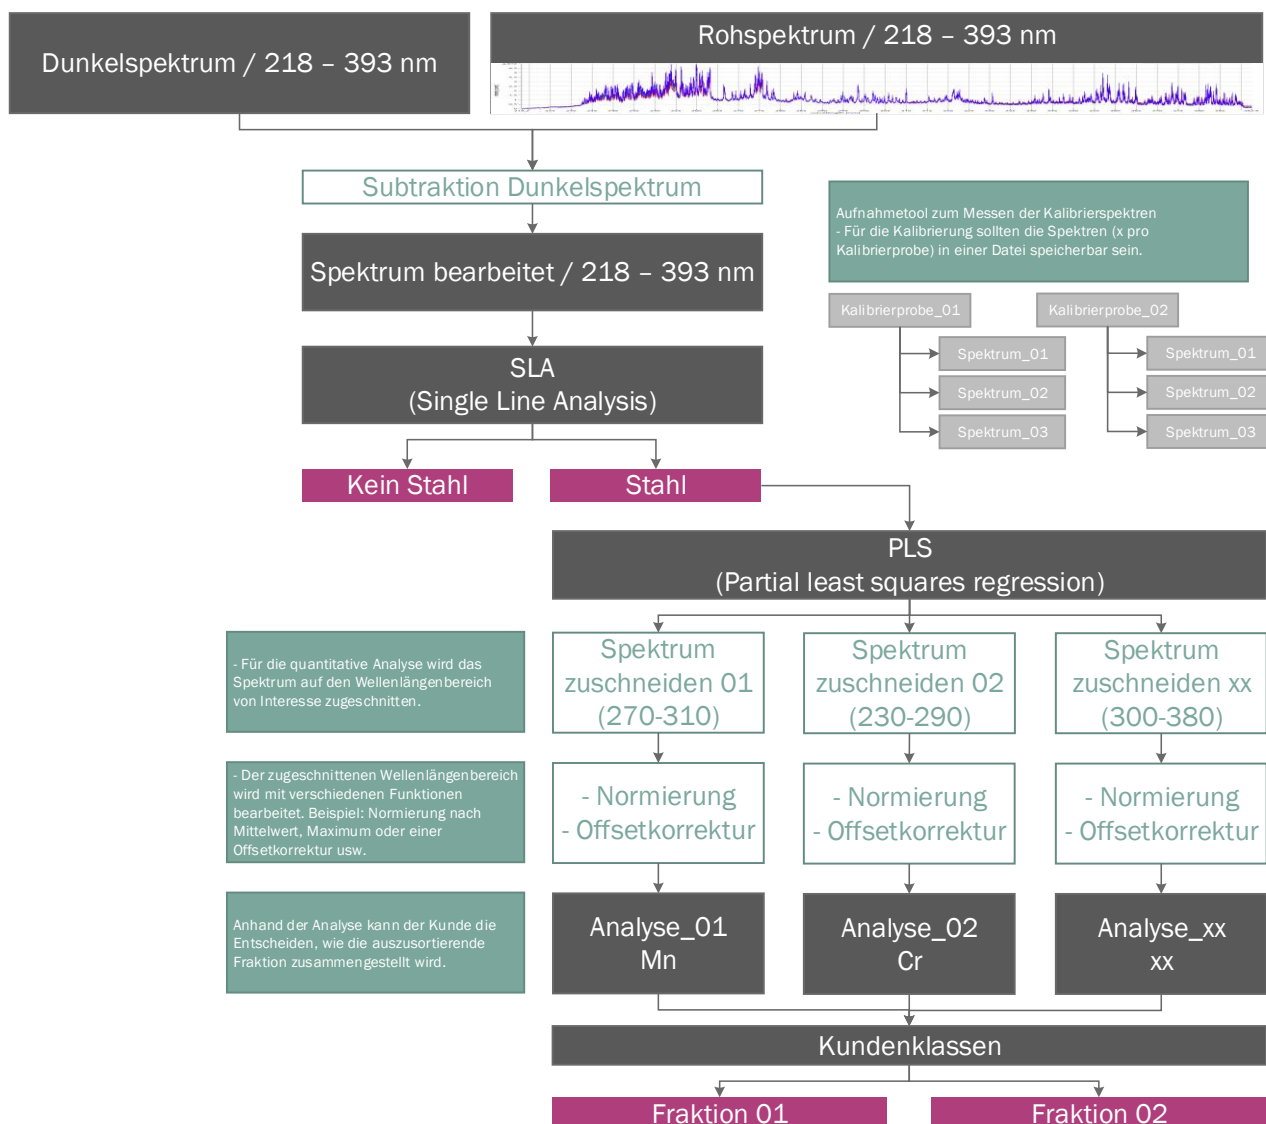 Dunkelspektrum / 218 – 393 nm
Rohspektrum / 218 – 393 nm
Subtraktion Dunkelspektrum
Aufnahmetool zum Messen der Kalibrierspektren
- Für die Kalibrierung sollten die Spektren (x pro
Kalibrierprobe) in einer Datei speicherbar sein.
Spektrum bearbeitet / 218 – 393 nm
Kalibrierprobe_01
Spektrum_01
Spektrum_02
Spektrum_03
Kalibrierprobe_02
Spektrum_01
Spektrum_02
Spektrum_03
SLA
(Single Line Analysis)
Kein Stahl
Stahl
PLS
(Partial least squares regression)
- Für die quantitative Analyse wird das
Spektrum auf den Wellenlängenbereich
von Interesse zugeschnitten.
Spektrum
zuschneiden 01
(270-310)
Spektrum
zuschneiden 02
(230-290)
Spektrum
zuschneiden xx
(300-380)
- Der zugeschnittenen Wellenlängenbereich
wird mit verschiedenen Funktionen
bearbeitet. Beispiel: Normierung nach
Mittelwert, Maximum oder einer
Offsetkorrektur usw.
- Normierung
- Offsetkorrektur
- Normierung
- Offsetkorrektur
- Normierung
- Offsetkorrektur
Anhand der Analyse kann der Kunde die
Entscheiden, wie die auszusortierende
Fraktion zusammengestellt wird.
Analyse_01
Mn
Analyse_02
Cr
Analyse_xx
xx
Kundenklassen
Fraktion 01
Fraktion 02